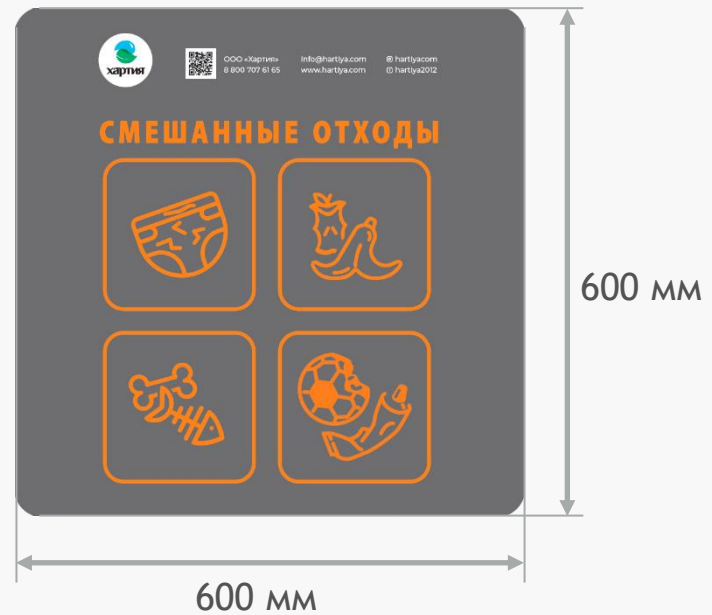 хартия
ООО «Хартия»
8 800 707 61 65
info@hartiya.com
www.hartiya.com
hartiyacom
hartiya2012
СМЕШАННЫЕ ОТХОДЫ
600 мм
600 мм